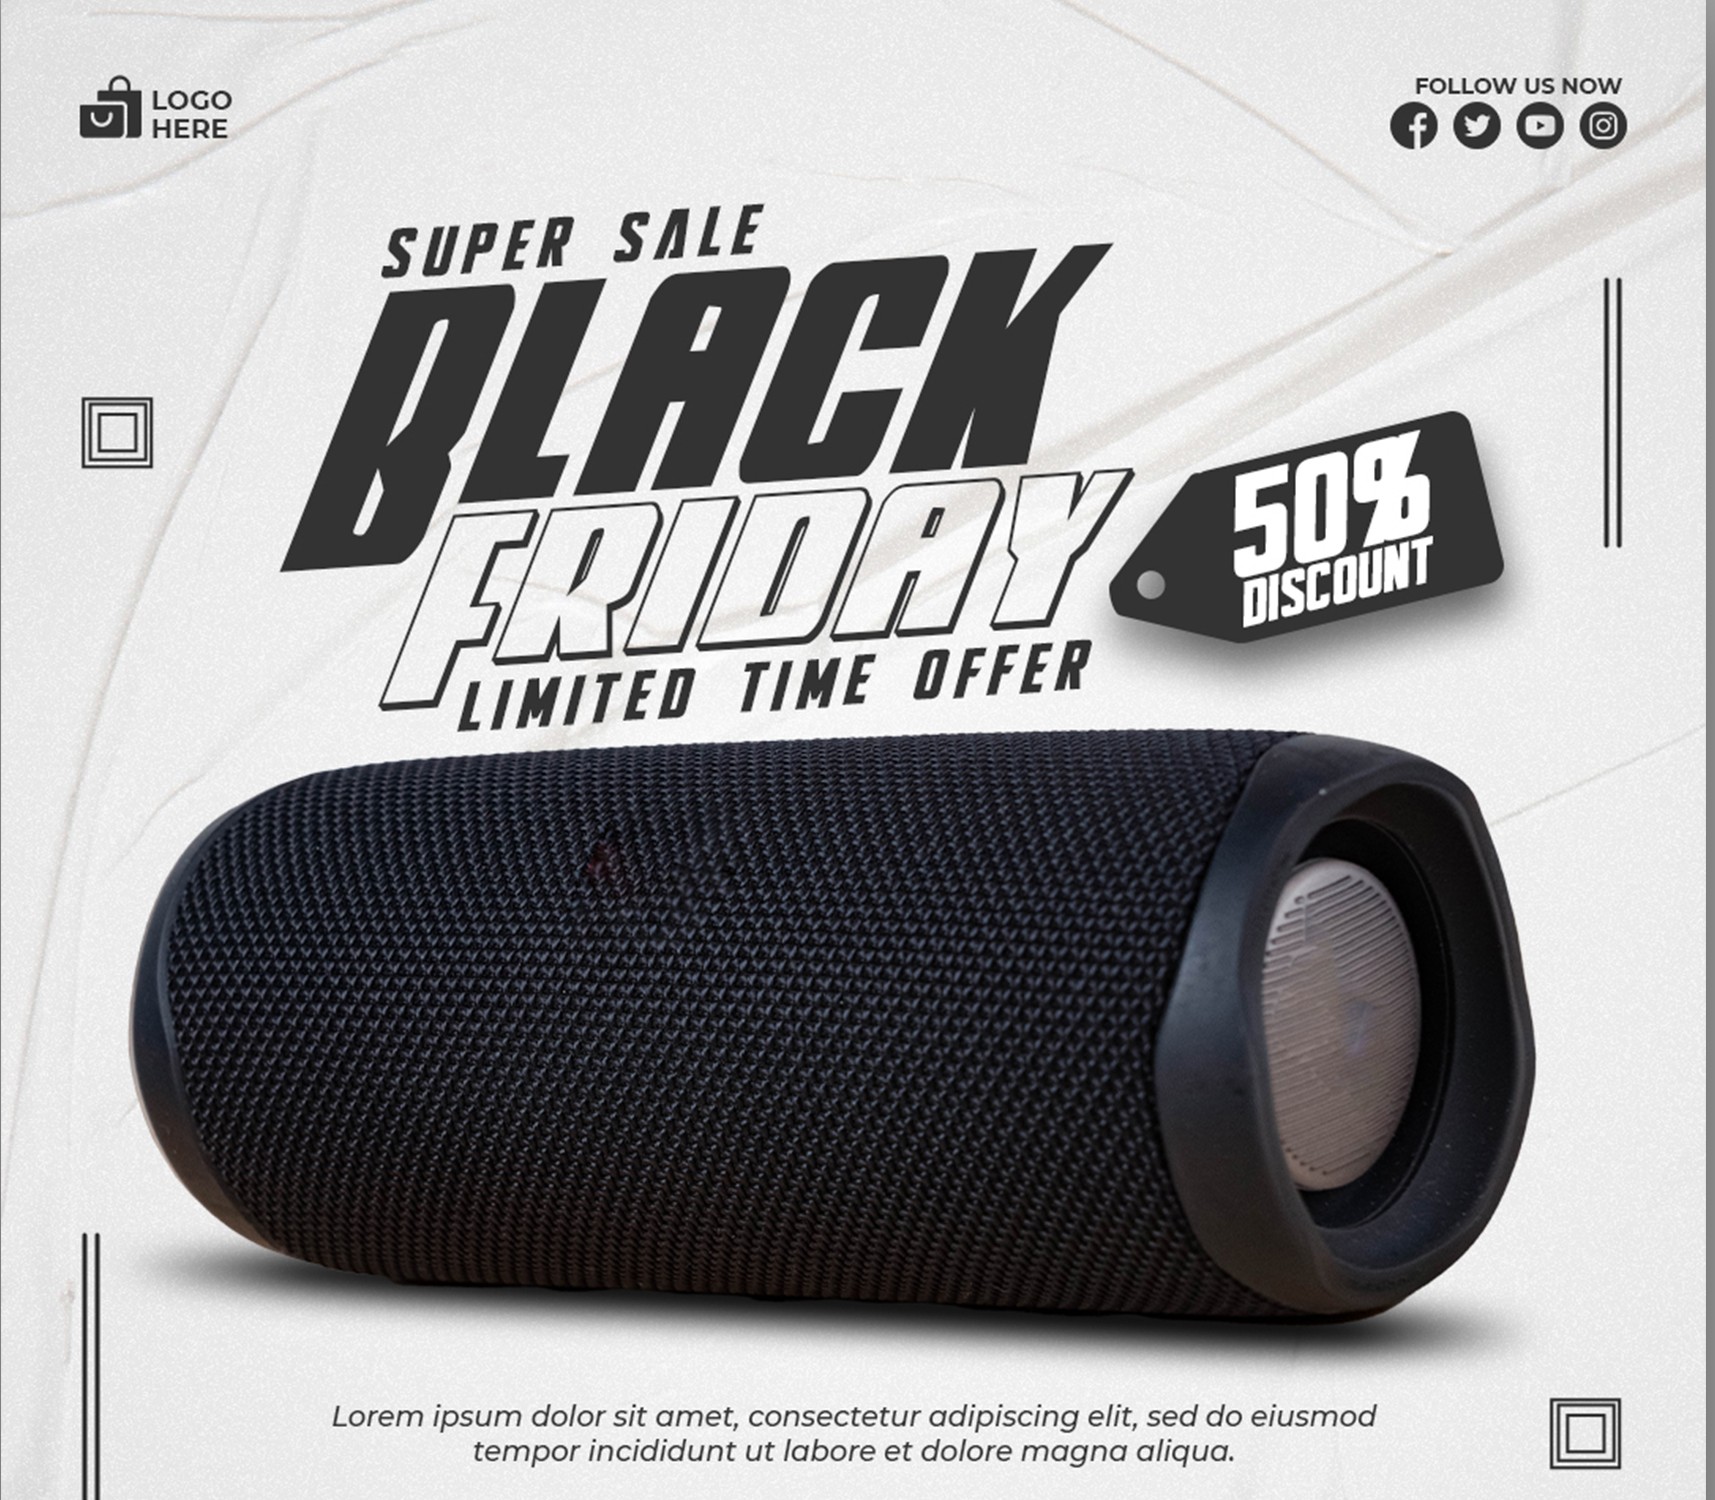 LOGO
HERE
FOLLOW US NOW
SUPER SALE
BLACK
FRIDAY
LIMITED TIME OFFER
50%
DISCOUNT
Lorem ipsum dolor sit amet, consectetur adipiscing elit, sed do eiusmod
tempor incididunt ut labore et dolore magna aliqua.